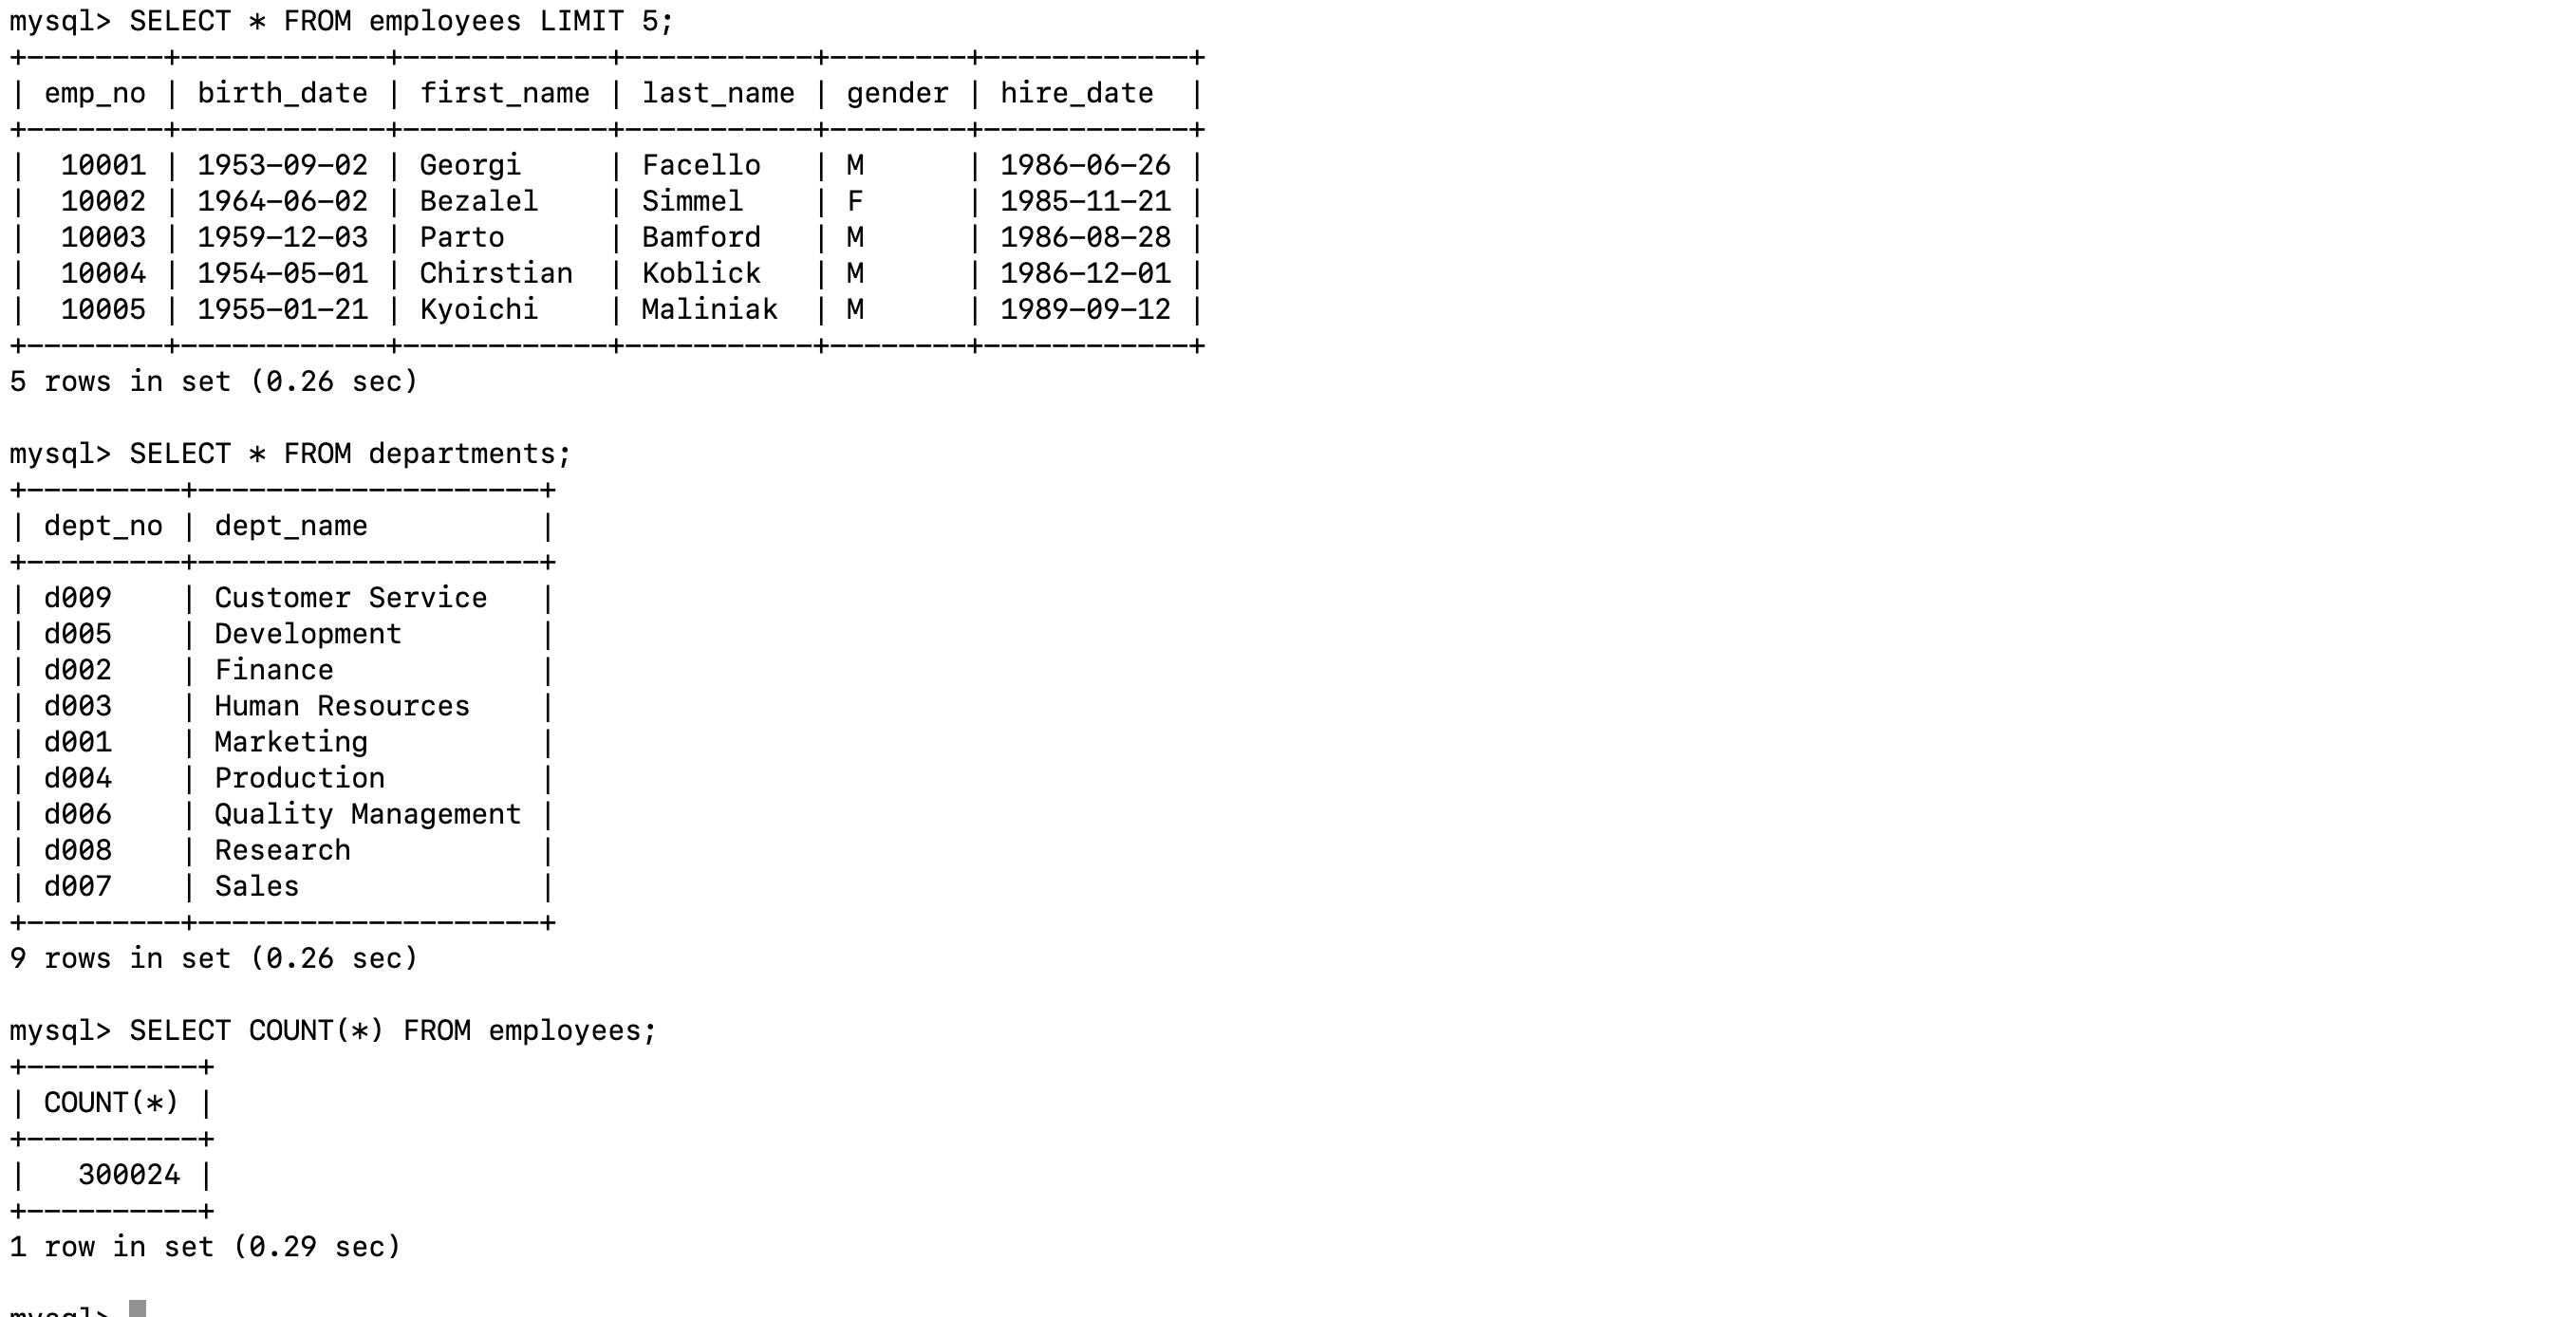 mysql> SELECT * FROM employees LIMIT 5;
+--------+------------+------------+-----------+--------+------------+
| emp_no | birth_date | first_name | last_name | gender | hire_date  |
+--------+------------+------------+-----------+--------+------------+
|  10001 | 1953-09-02 | Georgi     | Facello   | M      | 1986-06-26 |
|  10002 | 1964-06-02 | Bezalel    | Simmel    | F      | 1985-11-21 |
|  10003 | 1959-12-03 | Parto      | Bamford   | M      | 1986-08-28 |
|  10004 | 1954-05-01 | Chirstian  | Koblick   | M      | 1986-12-01 |
|  10005 | 1955-01-21 | Kyoichi    | Maliniak  | M      | 1989-09-12 |
+--------+------------+------------+-----------+--------+------------+
5 rows in set (0.26 sec)

mysql> SELECT * FROM departments;
+---------+--------------------+
| dept_no | dept_name          |
+---------+--------------------+
| d009    | Customer Service   |
| d005    | Development        |
| d002    | Finance            |
| d003    | Human Resources    |
| d001    | Marketing          |
| d004    | Production         |
| d006    | Quality Management |
| d008    | Research           |
| d007    | Sales              |
+---------+--------------------+
9 rows in set (0.26 sec)

mysql> SELECT COUNT(*) FROM employees;
+----------+
| COUNT(*) |
+----------+
|   300024 |
+----------+
1 row in set (0.29 sec)

mysql>